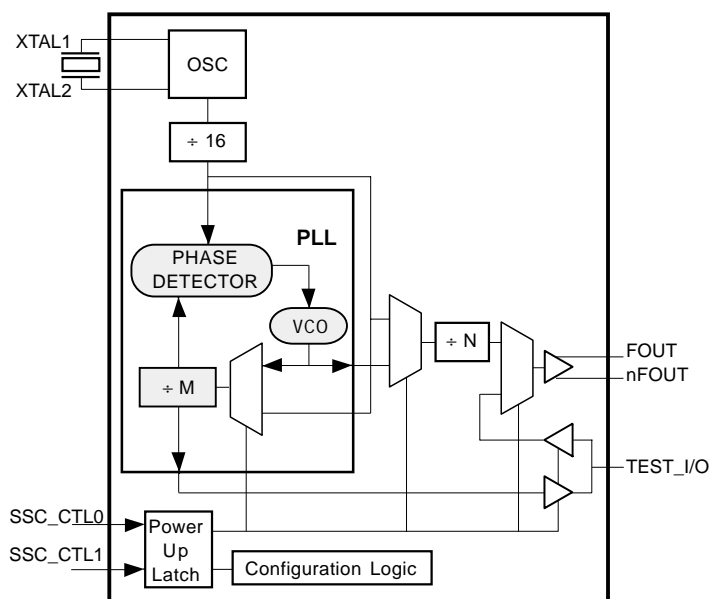 XTAL1
XTAL2
OSC
÷ 16
PLL
PHASE
DETECTOR
VCO
÷ M
÷ N
FOUT
nFOUT
TEST_I/O
SSC_CTL0
SSC_CTL1
Power
Up
Latch
Configuration Logic